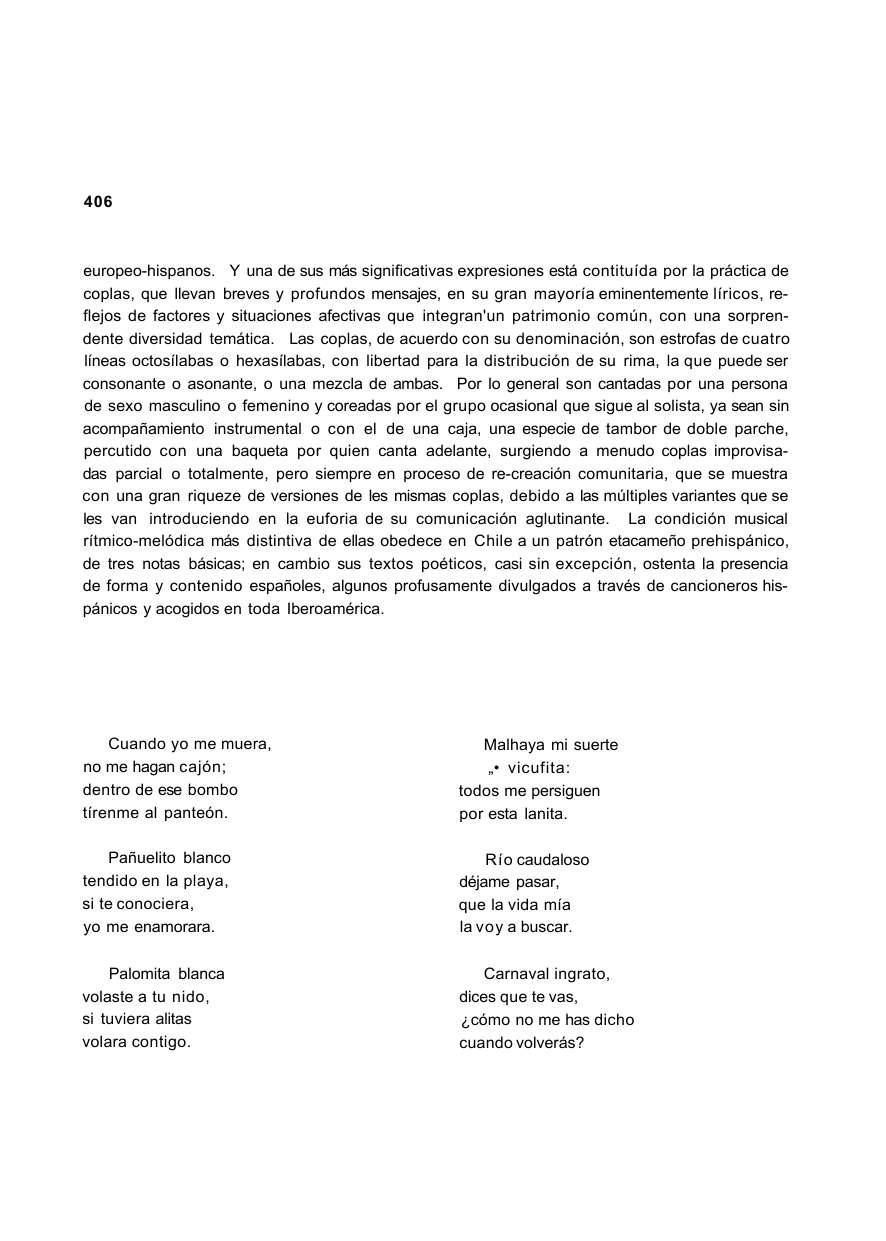 406
europeo-hispanos. Y una de sus más significativas expresiones está contituída por la práctica de
coplas, que llevan breves y profundos mensajes, en su gran mayoría eminentemente líricos, re-
flejos de factores y situaciones afectivas que integran'un patrimonio común, con una sorpren-
dente diversidad temática. Las coplas, de acuerdo con su denominación, son estrofas de cuatro
líneas octosílabas o hexasílabas, con libertad para la distribución de su rima, la que puede ser
consonante o asonante, o una mezcla de ambas. Por lo general son cantadas por una persona
de sexo masculino o femenino y coreadas por el grupo ocasional que sigue al solista, ya sean sin
acompañamiento instrumental o con el de una caja, una especie de tambor de doble parche,
percutido con una baqueta por quien canta adelante, surgiendo a menudo coplas improvisa-
das parcial o totalmente, pero siempre en proceso de re-creación comunitaria, que se muestra
con una gran riqueze de versiones de les mismas coplas, debido a las múltiples variantes que se
les van introduciendo en la euforia de su comunicación aglutinante. La condición musical
rítmico-melódica más distintiva de ellas obedece en Chile a un patrón etacameño prehispánico,
de tres notas básicas; en cambio sus textos poéticos, casi sin excepción, ostenta la presencia
de forma y contenido españoles, algunos profusamente divulgados a través de cancioneros his-
pánicos y acogidos en toda Iberoamérica.
Cuando yo me muera,
no me hagan cajón;
dentro de ese bombo
tírenme al panteón.
Pañuelito blanco
tendido en la playa,
si te conociera,
yo me enamorara.
Palomita blanca
volaste a tu nido,
si tuviera alitas
volara contigo.
Malhaya mi suerte
„• vicufita:
todos me persiguen
por esta lanita.
Río caudaloso
déjame pasar,
que la vida mía
la voy a buscar.
Carnaval ingrato,
dices que te vas,
¿cómo no me has dicho
cuando volverás?